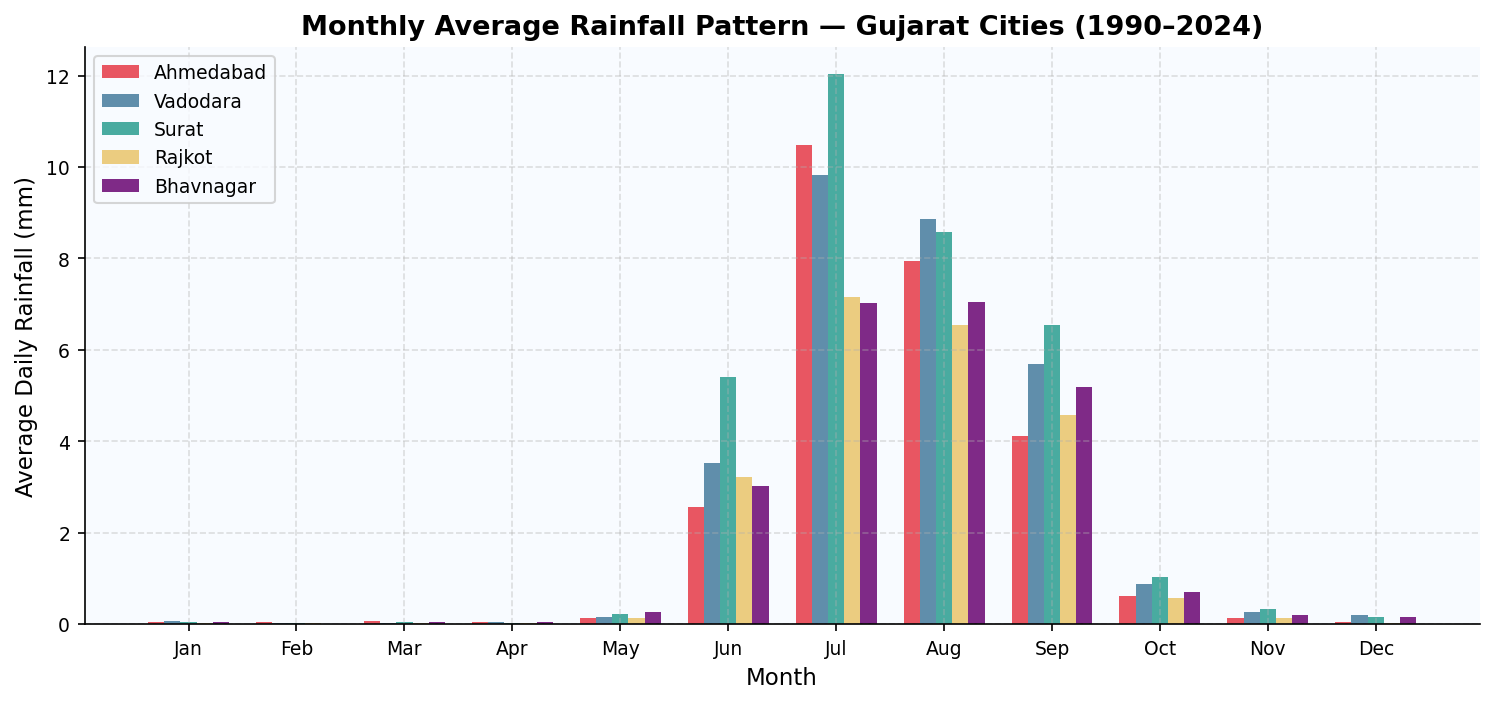 Monthly Average Rainfall Pattern — Gujarat Cities (1990–2024)
Ahmedabad
Vadodara
Surat
Rajkot
Bhavnagar
Average Daily Rainfall (mm)
12
10
8
6
4
2
0
Jan Feb Mar Apr May Jun Jul Aug Sep Oct Nov Dec
Month